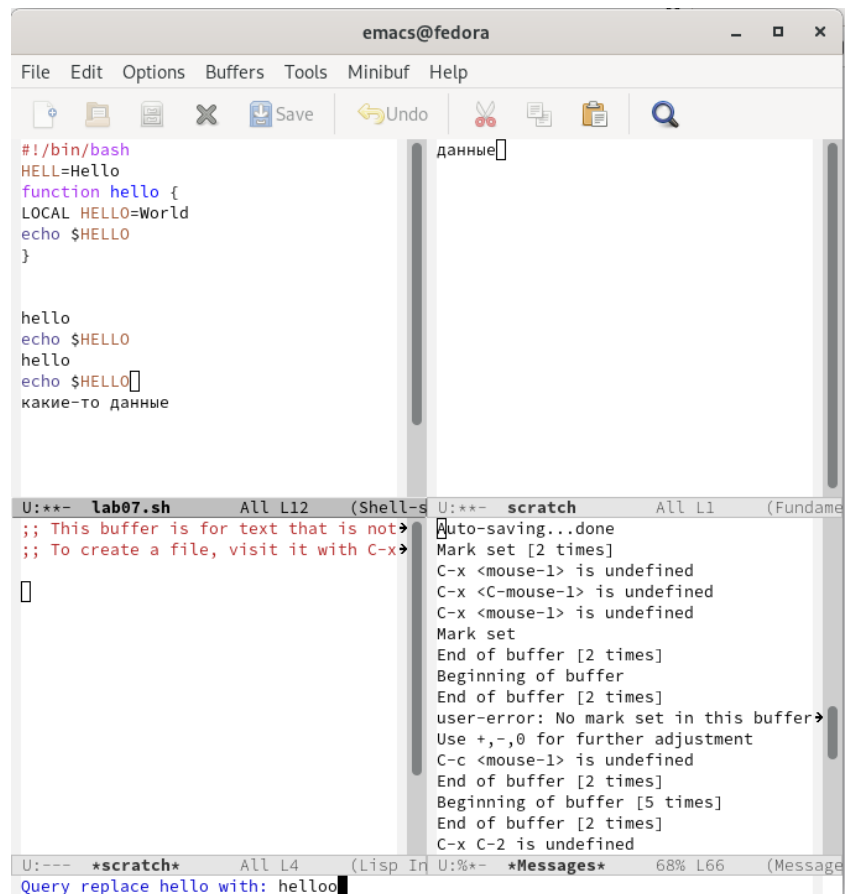 emacs@fedora
File Edit Options Buffers Tools Minibuf Help
Save Undo
#!/bin/bash
HELL=Hello
function hello {
LOCAL HELLO=World
echo $HELLO
}
hello
echo $HELLO
hello
echo $HELLO
какие-то данные
U:**- lab07.sh All L12 (Shell-s
данные
U:**- scratch All L1 (Fundame
;; This buffer is for text that is not
;; To create a file, visit it with C-x
U:--- *scratch* All L4 (Lisp In
Auto-saving...done
Mark set [2 times]
C-x <mouse-1> is undefined
C-x <C-mouse-1> is undefined
C-x <mouse-1> is undefined
Mark set
End of buffer [2 times]
Beginning of buffer
End of buffer [2 times]
user-error: No mark set in this buffer
Use +,-,0 for further adjustment
C-c <mouse-1> is undefined
End of buffer [2 times]
Beginning of buffer [5 times]
End of buffer [2 times]
C-x C-2 is undefined
U:%*- *Messages* 68% L66 (Message
Query replace hello with: helloo